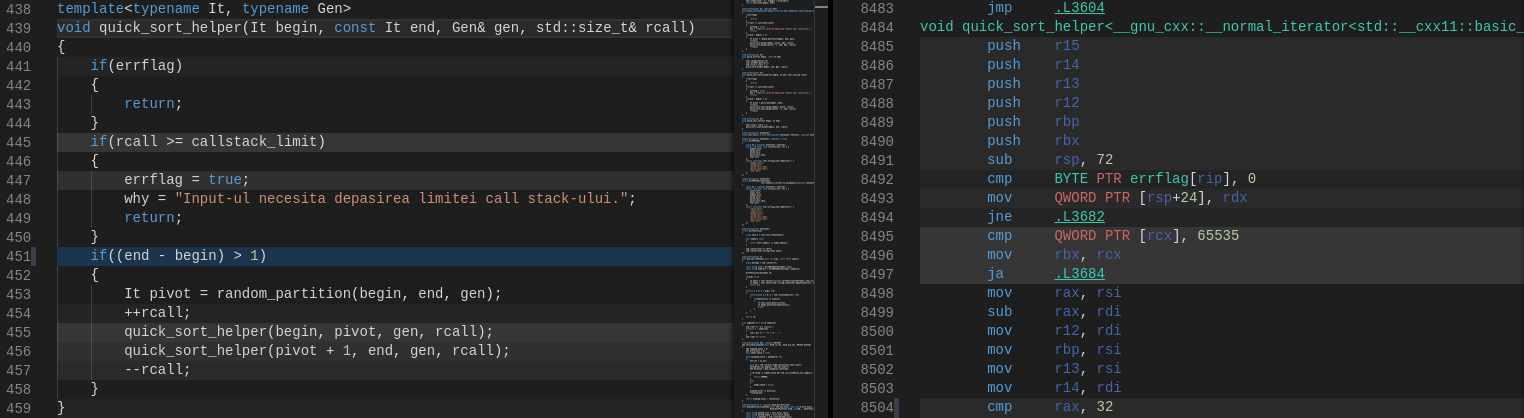 438 template<typename It, typename Gen>
439 void quick_sort_helper(It begin, const It end, Gen& gen, std::size_t& rcall)
440 {
441     if(errflag)
442     {
443         return;
444     }
445     if(rcall >= callstack_limit)
446     {
447         errflag = true;
448         why = "Input-ul necesita depasirea limitei call stack-ului.";
449         return;
450     }
451     if((end - begin) > 1)
452     {
453         It pivot = random_partition(begin, end, gen);
454         ++rcall;
455         quick_sort_helper(begin, pivot, gen, rcall);
456         quick_sort_helper(pivot + 1, end, gen, rcall);
457         --rcall;
458     }
459 }
8483         jmp     .L3604
8484 void quick_sort_helper<__gnu_cxx::__normal_iterator<std::__cxx11::basic_
8485         push    r15
8486         push    r14
8487         push    r13
8488         push    r12
8489         push    rbp
8490         push    rbx
8491         sub     rsp, 72
8492         cmp     BYTE PTR errflag[rip], 0
8493         mov     QWORD PTR [rsp+24], rdx
8494         jne     .L3682
8495         cmp     QWORD PTR [rcx], 65535
8496         mov     rbx, rcx
8497         ja      .L3684
8498         mov     rax, rsi
8499         sub     rax, rdi
8500         mov     r12, rdi
8501         mov     rbp, rsi
8502         mov     r13, rsi
8503         mov     r14, rdi
8504         cmp     rax, 32